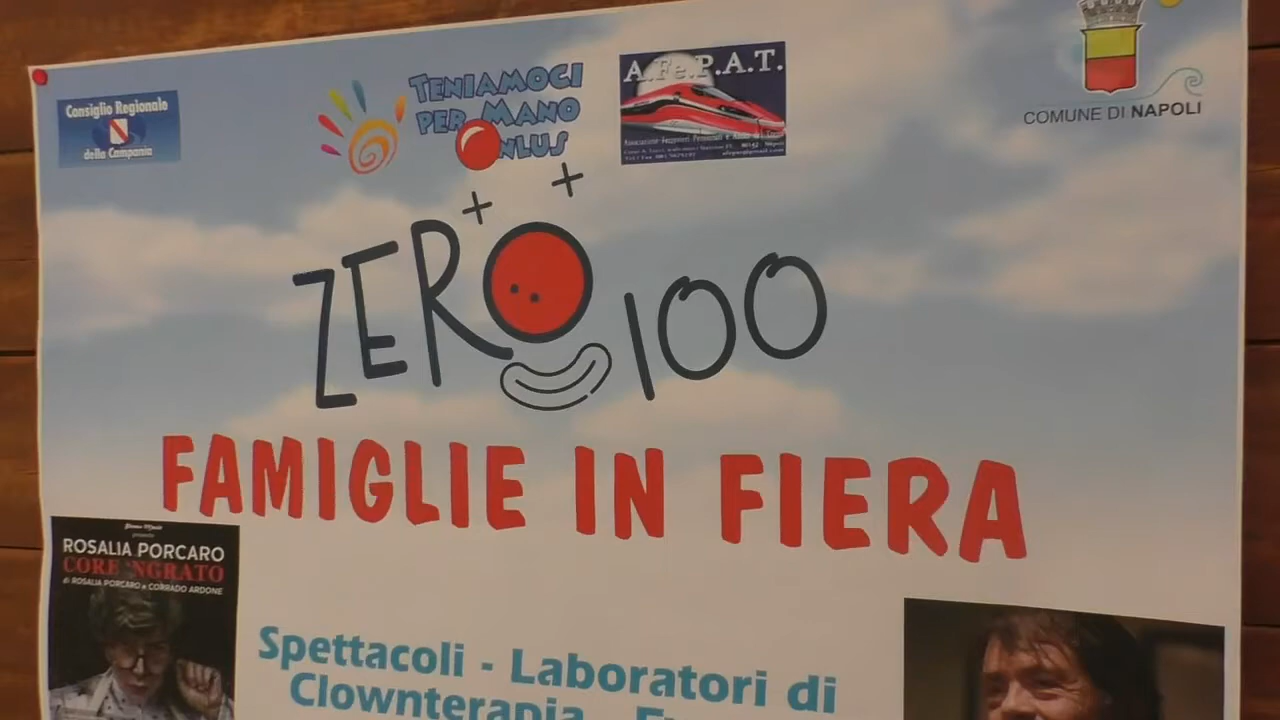 Consiglio Regionale
della Campania
TENIAMOCI
PER MANO
ONLUS
A.Fe.P.A.T.
COMUNE DI NAPOLI
ZERO 100
FAMIGLIE IN FIERA
presenta
ROSALIA PORCARO
CORE 'NGRATO
di ROSALIA PORCARO e CORRADO ARDONE
Spettacoli - Laboratori di
Clownterapia -